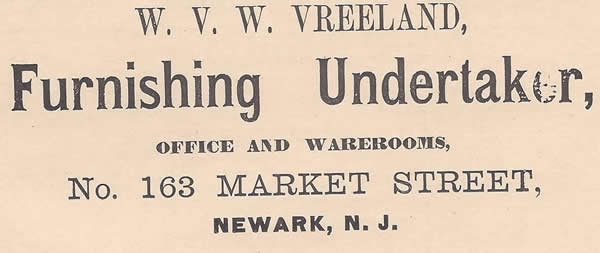 W. V. W. VREELAND,
Furnishing Undertaker,
OFFICE AND WAREROOMS,
No. 163 MARKET STREET,
NEWARK, N. J.